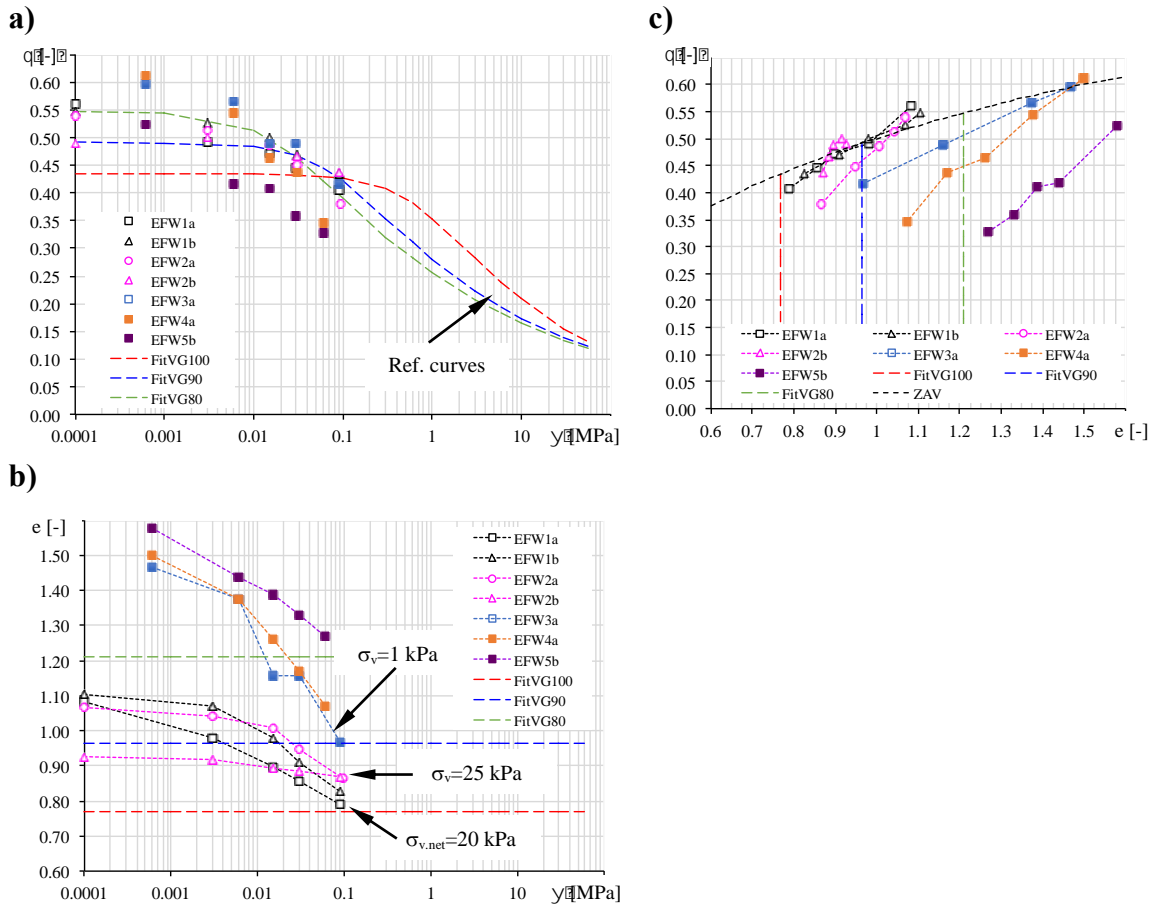 a)
0.60
0.55
0.50
0.45
0.40
0.35
0.30
0.25
0.20
0.15
0.10
0.05
0.00
0.0001
0.001
0.01
0.1
1
10
[MPa]
EFW1a
EFW1b
EFW2a
EFW2b
EFW3a
EFW4a
EFW5b
FitVG100
FitVG90
FitVG80
Ref. curves
c)
0.60
0.55
0.50
0.45
0.40
0.35
0.30
0.25
0.20
0.15
0.10
0.05
0.00
0.6 0.7 0.8 0.9 1 1.1 1.2 1.3 1.4 1.5
e [-]
EFW1a EFW1b EFW2a
EFW2b EFW3a EFW4a
EFW5b FitVG100 FitVG90
FitVG80 ZAV
b)
e [-]
1.50
1.40
1.30
1.20
1.10
1.00
0.90
0.80
0.70
0.60
0.0001 0.001 0.01 0.1 1 10
[MPa]
EFW1a
EFW1b
EFW2a
EFW2b
EFW3a
EFW4a
EFW5b
FitVG100
FitVG90
FitVG80
σv=1 kPa
σv=25 kPa
σv.net=20 kPa